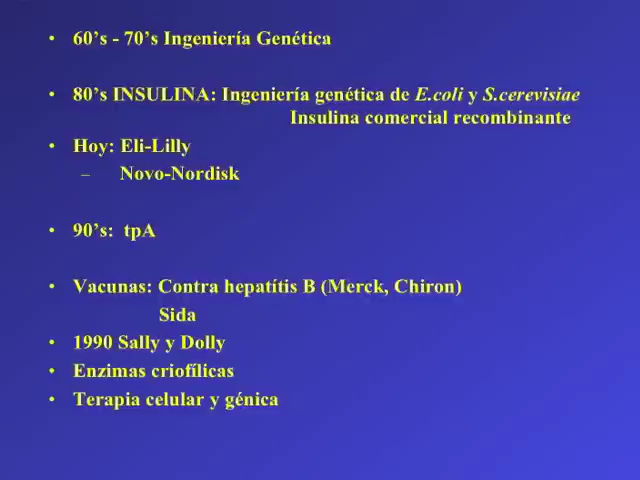 • 60's - 70's Ingeniería Genética
• 80's INSULINA: Ingeniería genética de E.coli y S.cerevisiae
Insulina comercial recombinante
• Hoy: Eli-Lilly
– Novo-Nordisk
• 90's: tpA
• Vacunas: Contra hepatítis B (Merck, Chiron)
Sida
• 1990 Sally y Dolly
• Enzimas criofílicas
• Terapia celular y génica